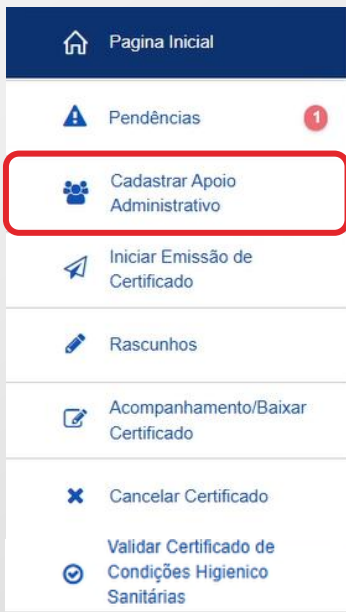 Pagina Inicial
Pendências 1
Cadastrar Apoio
Administrativo
Iniciar Emissão de
Certificado
Rascunhos
Acompanhamento/Baixar
Certificado
Cancelar Certificado
Validar Certificado de
Condições Higienico
Sanitárias